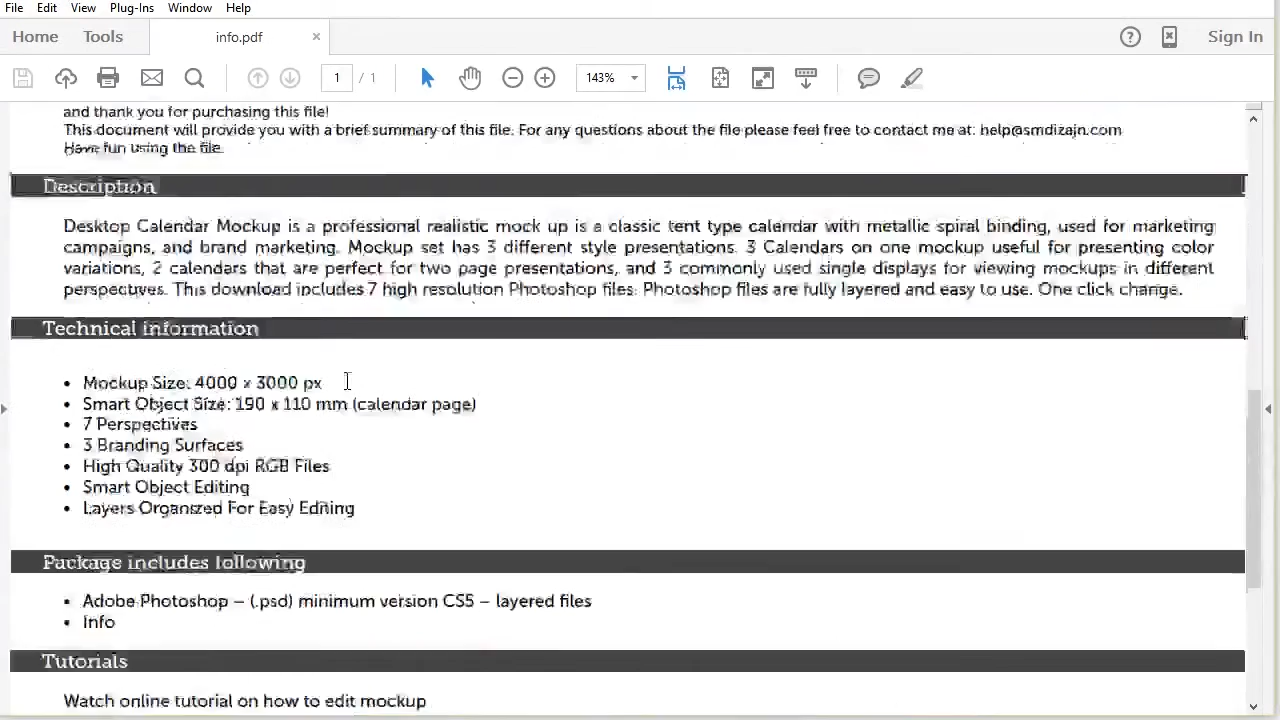 File Edit View Plug-Ins Window Help
Home Tools info.pdf × Sign In
1 / 1 143%
and thank you for purchasing this file!
This document will provide you with a brief summary of this file. For any questions about the file please feel free to contact me at: help@smdizajn.com
Have fun using the file.
Description
Desktop Calendar Mockup is a professional realistic mock up is a classic tent type calendar with metallic spiral binding, used for marketing
campaigns, and brand marketing. Mockup set has 3 different style presentations. 3 Calendars on one mockup useful for presenting color
variations, 2 calendars that are perfect for two page presentations, and 3 commonly used single displays for viewing mockups in different
perspectives. This download includes 7 high resolution Photoshop files. Photoshop files are fully layered and easy to use. One click change.
Technical information
• Mockup Size: 4000 x 3000 px
• Smart Object Size: 190 x 110 mm (calendar page)
• 7 Perspectives
• 3 Branding Surfaces
• High Quality 300 dpi RGB Files
• Smart Object Editing
• Layers Organized For Easy Editing
Package includes following
• Adobe Photoshop – (.psd) minimum version CS5 – layered files
• Info
Tutorials
Watch online tutorial on how to edit mockup